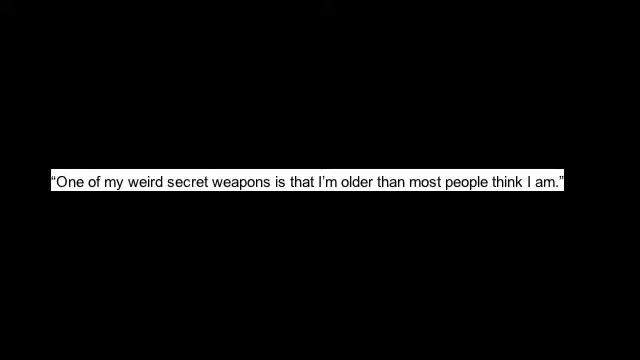 “One of my weird secret weapons is that I’m older than most people think I am.”